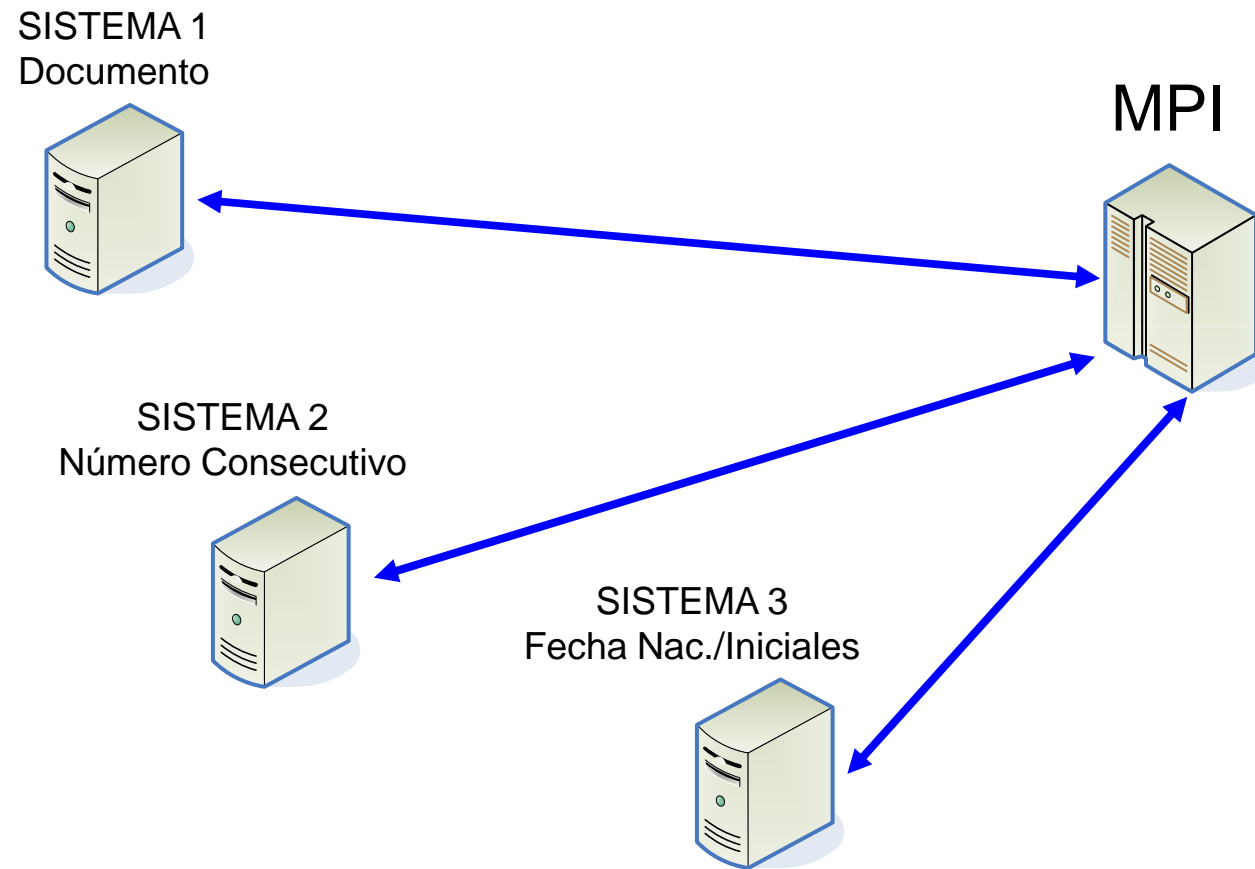 SISTEMA 1
Documento
MPI
SISTEMA 2
Número Consecutivo
SISTEMA 3
Fecha Nac./Iniciales